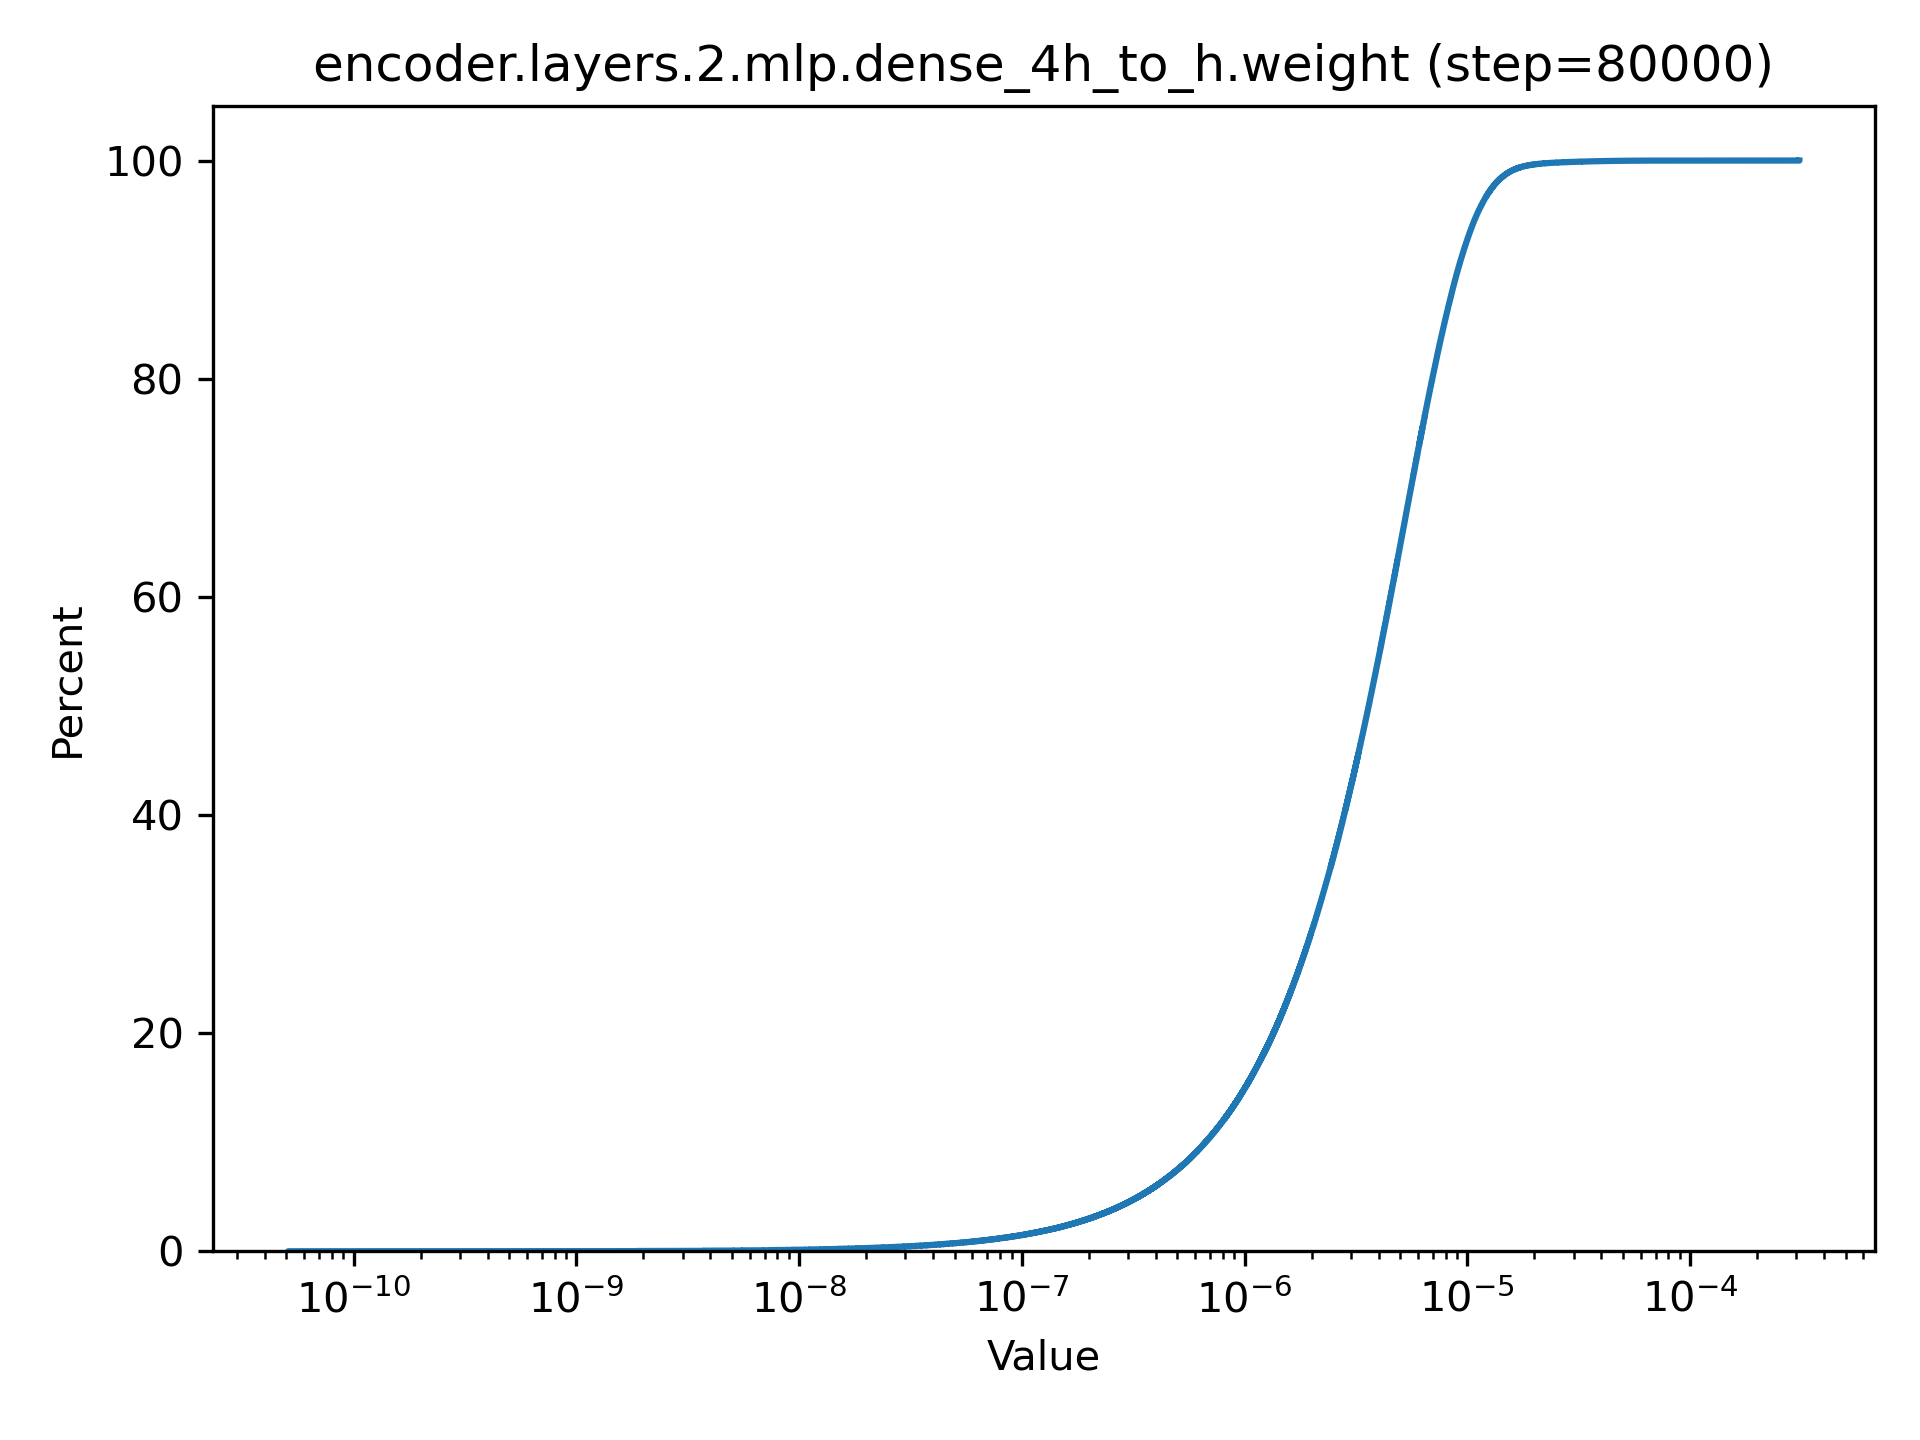 encoder.layers.2.mlp.dense_4h_to_h.weight (step=80000)
100
80
60
40
20
0
Percent
10⁻¹⁰ 10⁻⁹ 10⁻⁸ 10⁻⁷ 10⁻⁶ 10⁻⁵ 10⁻⁴
Value